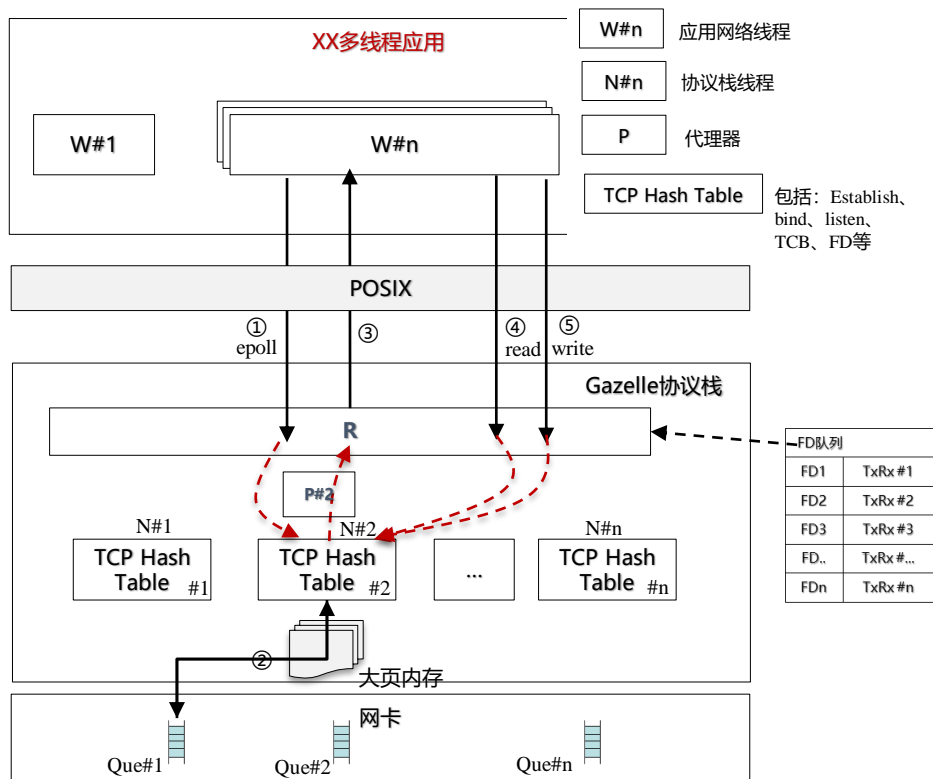 XX多线程应用
W#n
应用网络线程
N#n
协议栈线程
P
代理器
TCP Hash Table
包括：Establish、
bind、listen、
TCB、FD等
W#1
W#n
POSIX
①
epoll
③
④
read
⑤
write
Gazelle协议栈
R
P#2
N#1
TCP Hash
Table
#1
N#2
TCP Hash
Table
#2
...
N#n
TCP Hash
Table
#n
FD队列
FD1 TxRx #1
FD2 TxRx #2
FD3 TxRx #3
FD.. TxRx #...
FDn TxRx #n
②
大页内存
网卡
Que#1
Que#2
Que#n